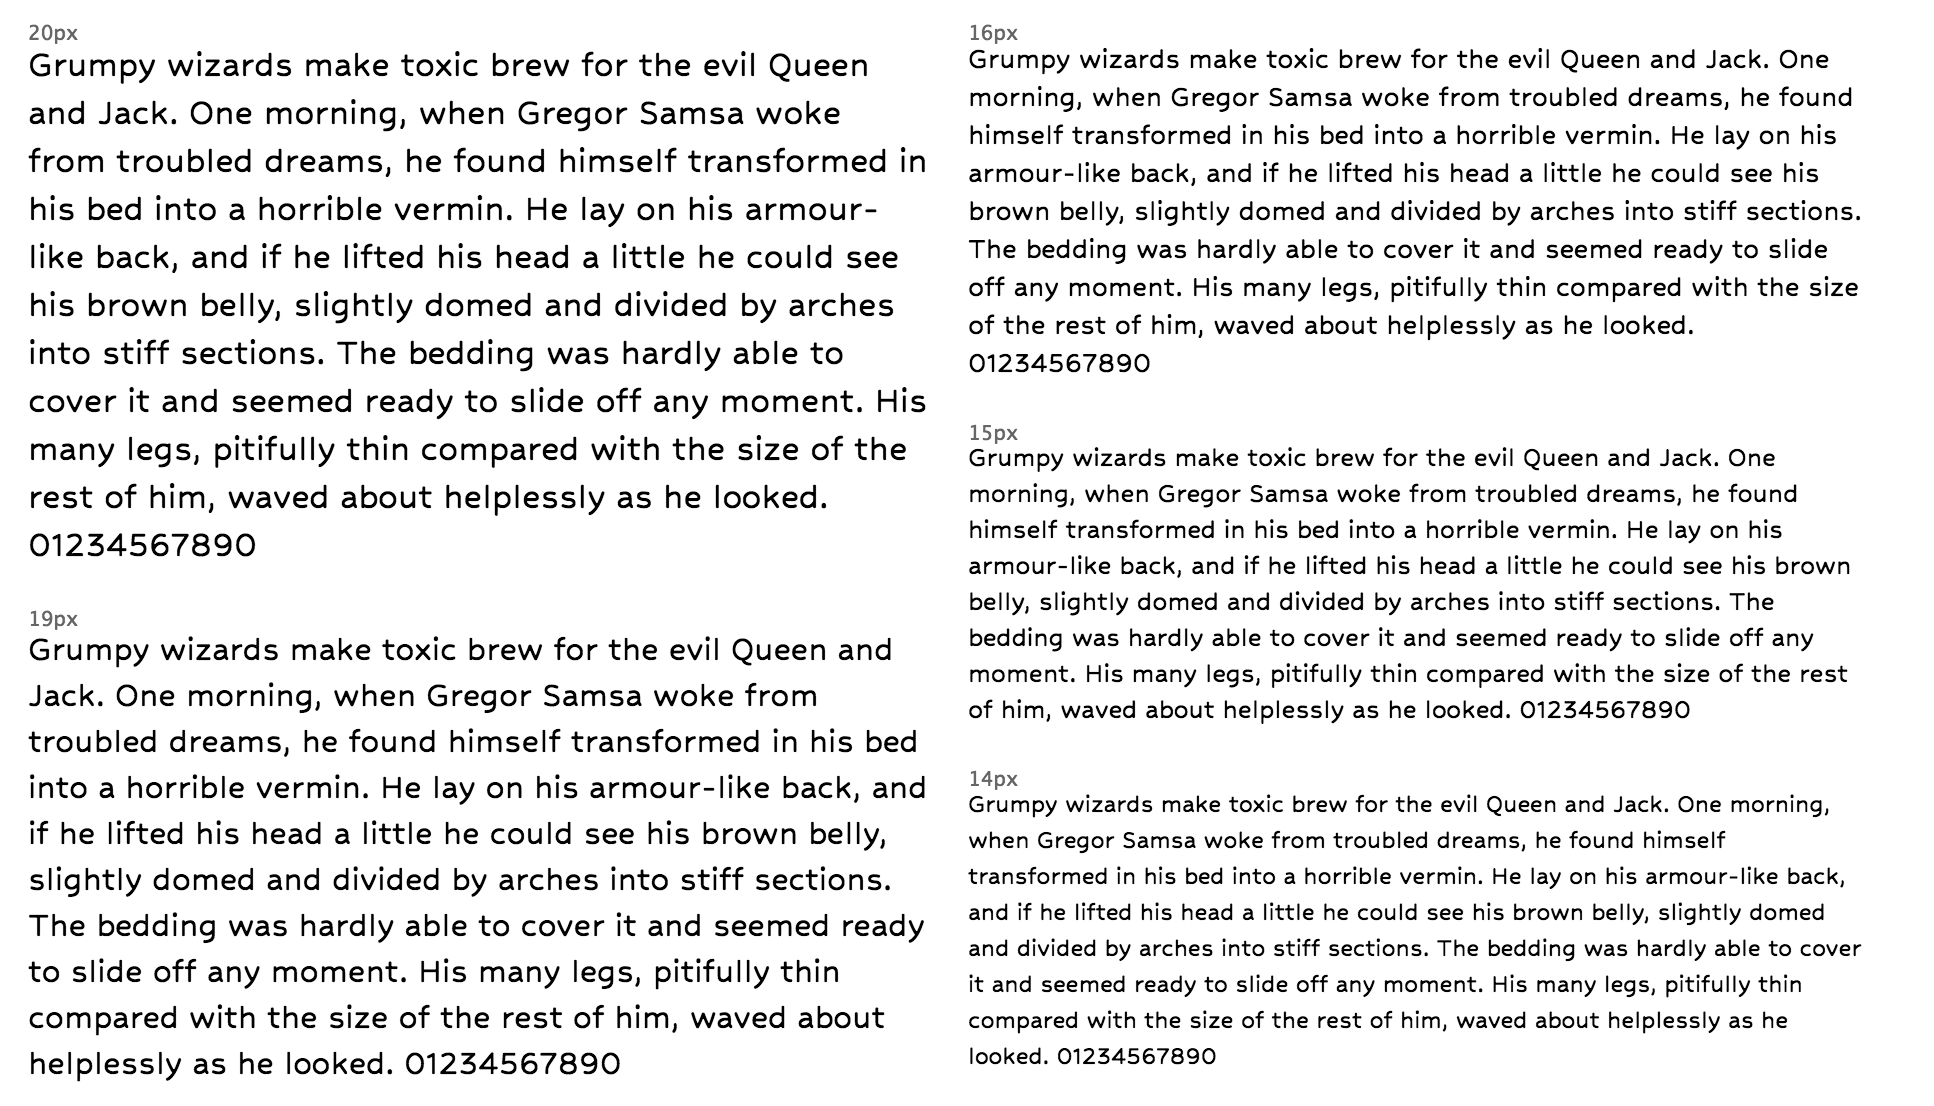 20px
Grumpy wizards make toxic brew for the evil Queen
and Jack. One morning, when Gregor Samsa woke
from troubled dreams, he found himself transformed in
his bed into a horrible vermin. He lay on his armour-
like back, and if he lifted his head a little he could see
his brown belly, slightly domed and divided by arches
into stiff sections. The bedding was hardly able to
cover it and seemed ready to slide off any moment. His
many legs, pitifully thin compared with the size of the
rest of him, waved about helplessly as he looked.
01234567890
19px
Grumpy wizards make toxic brew for the evil Queen and
Jack. One morning, when Gregor Samsa woke from
troubled dreams, he found himself transformed in his bed
into a horrible vermin. He lay on his armour-like back, and
if he lifted his head a little he could see his brown belly,
slightly domed and divided by arches into stiff sections.
The bedding was hardly able to cover it and seemed ready
to slide off any moment. His many legs, pitifully thin
compared with the size of the rest of him, waved about
helplessly as he looked. 01234567890
16px
Grumpy wizards make toxic brew for the evil Queen and Jack. One
morning, when Gregor Samsa woke from troubled dreams, he found
himself transformed in his bed into a horrible vermin. He lay on his
armour-like back, and if he lifted his head a little he could see his
brown belly, slightly domed and divided by arches into stiff sections.
The bedding was hardly able to cover it and seemed ready to slide
off any moment. His many legs, pitifully thin compared with the size
of the rest of him, waved about helplessly as he looked.
01234567890
15px
Grumpy wizards make toxic brew for the evil Queen and Jack. One
morning, when Gregor Samsa woke from troubled dreams, he found
himself transformed in his bed into a horrible vermin. He lay on his
armour-like back, and if he lifted his head a little he could see his brown
belly, slightly domed and divided by arches into stiff sections. The
bedding was hardly able to cover it and seemed ready to slide off any
moment. His many legs, pitifully thin compared with the size of the rest
of him, waved about helplessly as he looked. 01234567890
14px
Grumpy wizards make toxic brew for the evil Queen and Jack. One morning,
when Gregor Samsa woke from troubled dreams, he found himself
transformed in his bed into a horrible vermin. He lay on his armour-like back,
and if he lifted his head a little he could see his brown belly, slightly domed
and divided by arches into stiff sections. The bedding was hardly able to cover
it and seemed ready to slide off any moment. His many legs, pitifully thin
compared with the size of the rest of him, waved about helplessly as he
looked. 01234567890